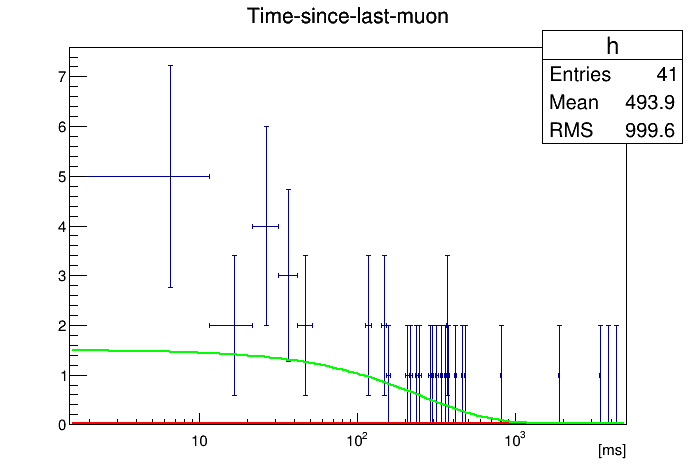 Time-since-last-muon
h
Entries 41
Mean 493.9
RMS 999.6
7
6
5
4
3
2
1
0
10 10² 10³
[ms]